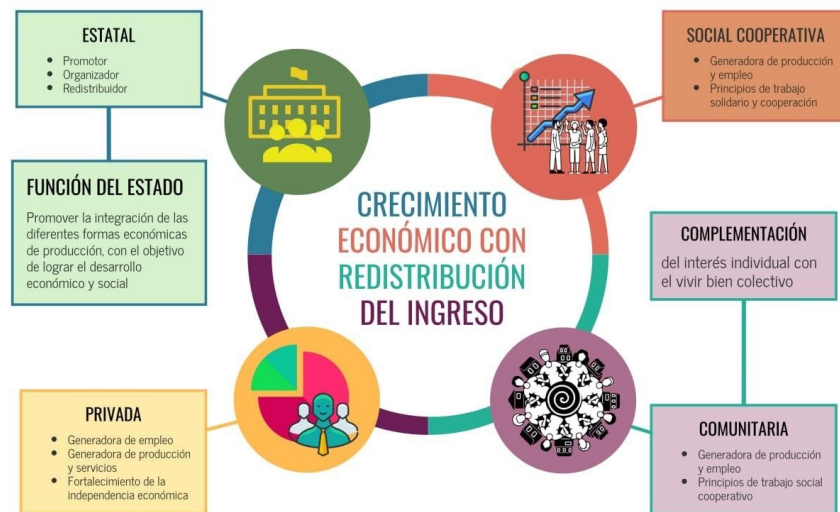 ESTATAL
• Promotor
• Organizador
• Redistribuidor
FUNCIÓN DEL ESTADO
Promover la integración de las
diferentes formas económicas
de producción, con el objetivo
de lograr el desarrollo
económico y social
SOCIAL COOPERATIVA
• Generadora de producción
y empleo
• Principios de trabajo
solidario y cooperación
CRECIMIENTO
ECONÓMICO CON
REDISTRIBUCIÓN
DEL INGRESO
COMPLEMENTACIÓN
del interés individual con
el vivir bien colectivo
PRIVADA
• Generadora de empleo
• Generadora de producción
y servicios
• Fortalecimiento de la
independencia económica
COMUNITARIA
• Generadora de producción
y empleo
• Principios de trabajo social
cooperativo